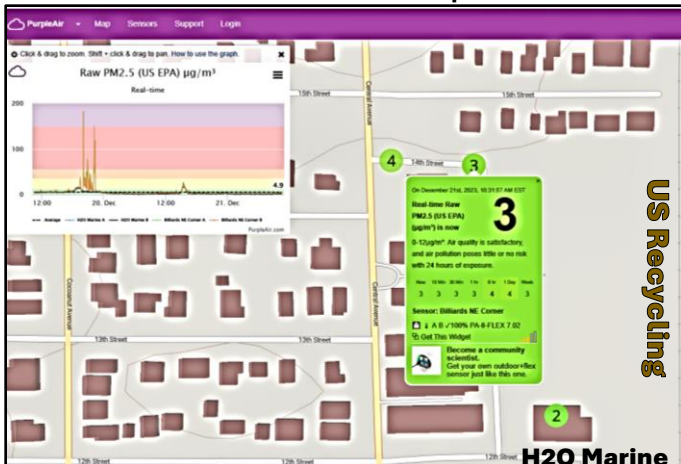 PurpleAir Map Sensors Support Login
Click & drag to zoom. Shift + click & drag to pan. How to use the graph.
Raw PM2.5 (US EPA) µg/m³
Real-time
200
100
0
4.9
12:00 20. Dec 12:00 21. Dec
Average H2O Marine A H2O Marine B Billiards NE Corner A Billiards NE Corner B
PurpleAir.com
15th Street
15th Street
Central Avenue
4
14th Street
3
On December 21st, 2023, 10:31:57 AM EST
Real-time Raw
PM2.5 (US EPA)
(µg/m³) is now
3
0-12µg/m³ Air quality is satisfactory,
and air pollution poses little or no risk
with 24 hours of exposure.
Now 10 Min 30 Min 1 hr 6 hr 1 Day Week
3 3 3 3 4 4 3
Sensor: Billiards NE Corner
A B ✓100% PA-II-FLEX 7.02
Get This Widget
Become a community
scientist.
Get your own outdoor+flex
sensor just like this one.
US Recycling
Cocoanut Avenue
Central Avenue
13th Street
13th Street
2
H2O Marine
12th Street
12th Street
12th Street